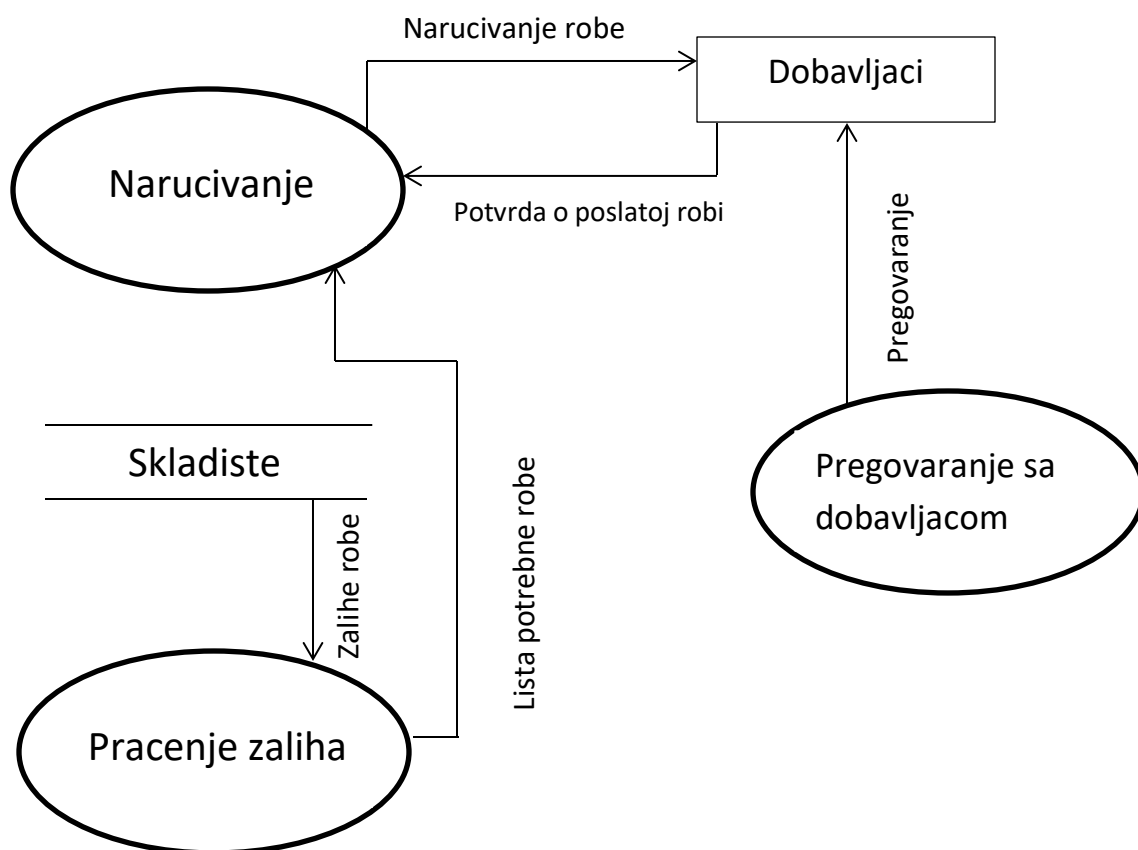 Narucivanje robe
Dobavljaci
Narucivanje
Potvrda o poslatoj robi
Pregovaranje
Skladiste
Pregovaranje sa
dobavljacom
Zalihe robe
Lista potrebne robe
Pracenje zaliha